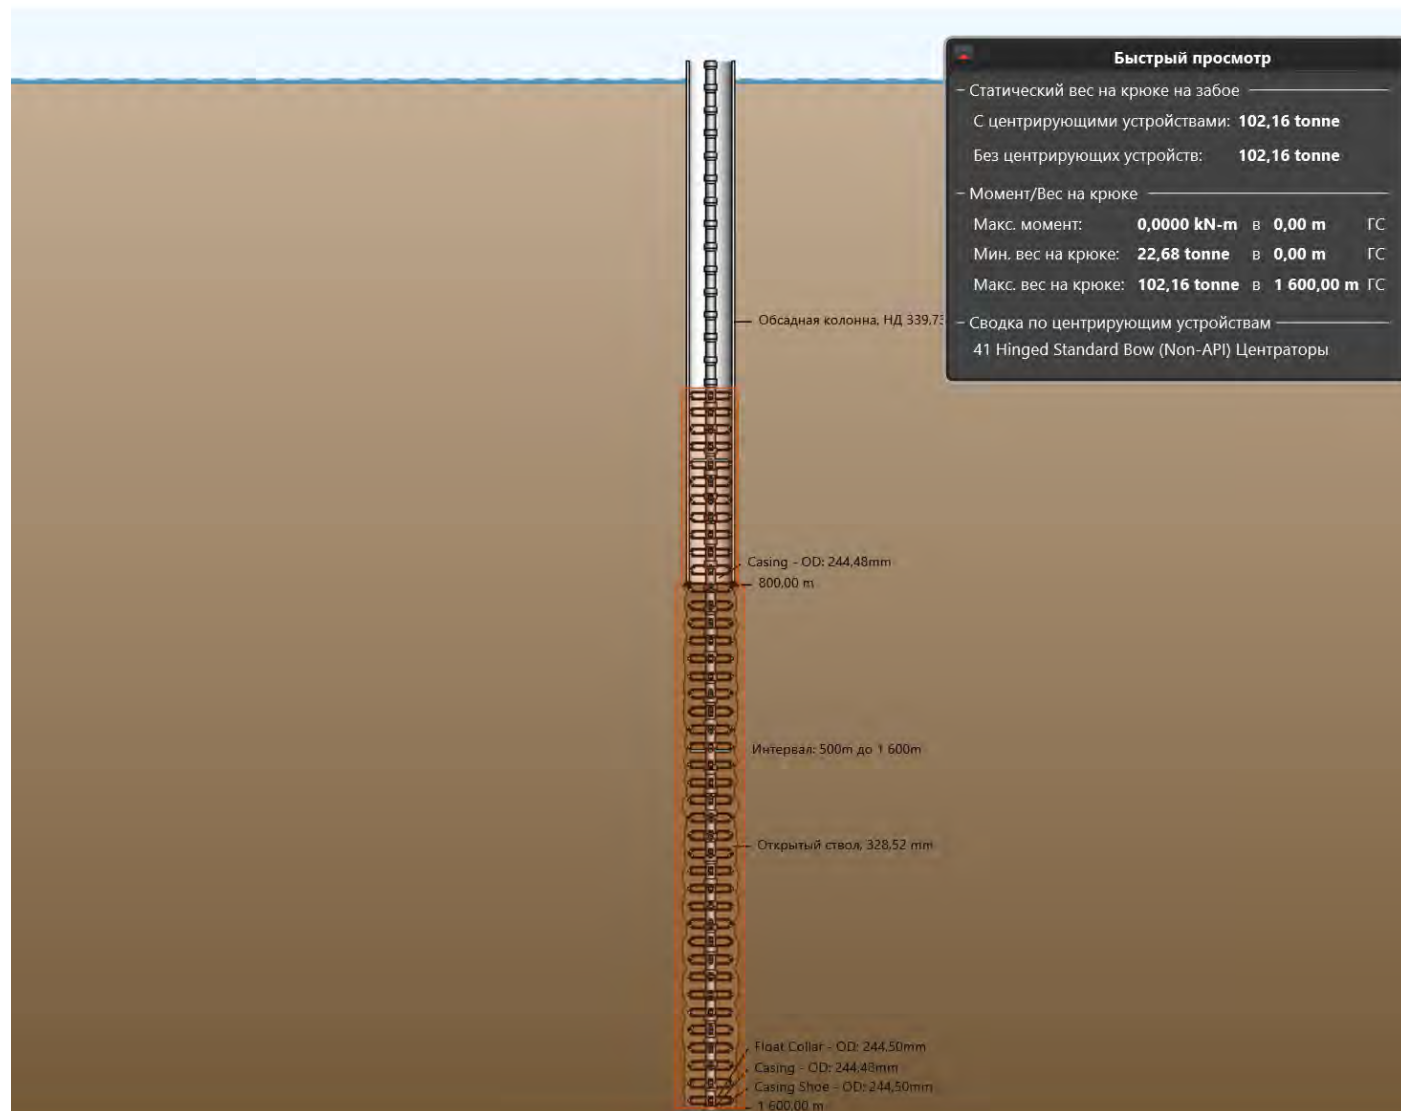 Быстрый просмотр
Статический вес на крюке на забое
С центрирующими устройствами: 102,16 tonne
Без центрирующих устройств: 102,16 tonne
Момент/Вес на крюке
Макс. момент: 0,0000 kN-m в 0,00 m ГС
Мин. вес на крюке: 22,68 tonne в 0,00 m ГС
Макс. вес на крюке: 102,16 tonne в 1 600,00 m ГС
Сводка по центрирующим устройствам
41 Hinged Standard Bow (Non-API) Центраторы
Обсадная колонна, НД 339,73
Casing - OD: 244,48mm
800,00 m
Интервал: 500m до 1 600m
Открытый ствол, 328,52 mm
Float Collar - OD: 244,50mm
Casing - OD: 244,48mm
Casing Shoe - OD: 244,50mm
1 600,00 m